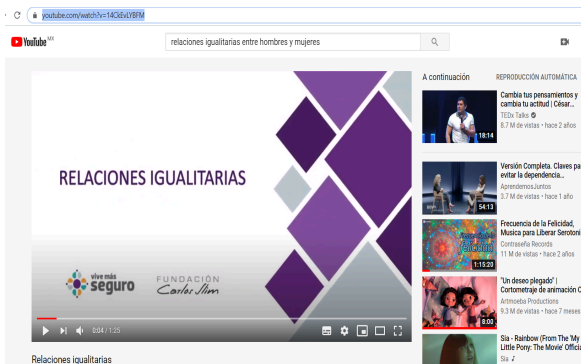 youtube.com/watch?v=14CkEvLYBFM
YouTube MX
relaciones igualitarias entre hombres y mujeres
RELACIONES IGUALITARIAS
vive más
seguro
FUNDACIÓN
Carlos Slim
0:04 / 1:25
Relaciones igualitarias
A continuación
REPRODUCCIÓN AUTOMÁTICA
18:14
Cambia tus pensamientos y
cambia tu actitud | César...
TEDx Talks
8.7 M de vistas • hace 2 años
54:13
Versión Completa. Claves pa
evitar la dependencia...
AprendemosJuntos
3.7 M de vistas • hace 1 año
1:15:20
Frecuencia de la Felicidad,
Musica para Liberar Serotoni
Contraseña Records
11 M de vistas • hace 2 años
8:00
"Un deseo plegado" |
Cortometraje de animación C
Artmoeba Productions
9.3 M de vistas • hace 7 meses
Sia - Rainbow (From The 'My
Little Pony: The Movie' Offici
Sia